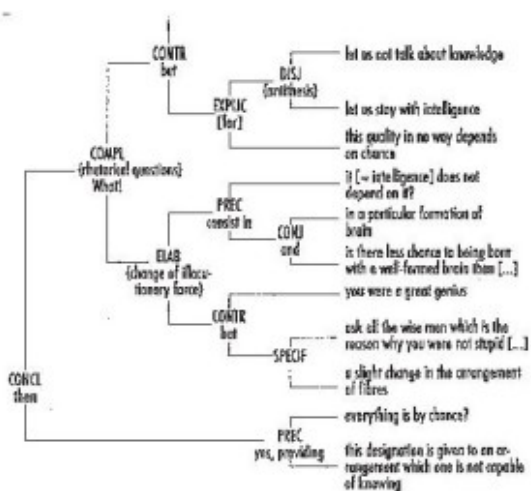 CONTR
but
DISJ
(antithesis)
let us not talk about knowledge
let us stay with intelligence
EXPLIC
[for]
this quality in no way depends
on chance
COMPL
(rhetorical questions)
What!
PREC
consist in
it [= intelligence] does not
depend on it?
CONJ
and
in a particular formation of
brain
is there less chance to being born
with a well-formed brain than [...]
ELAB
(change of illocu-
tionary force)
CONTR
but
you were a great genius
SPECIF
ask all the wise men which is the
reason why you were not stupid [...]
a slight change in the arrangement
of fibres
CONCL
then
PREC
yes, providing
everything is by chance?
this designation is given to an ar-
rangement which one is not capable
of knowing